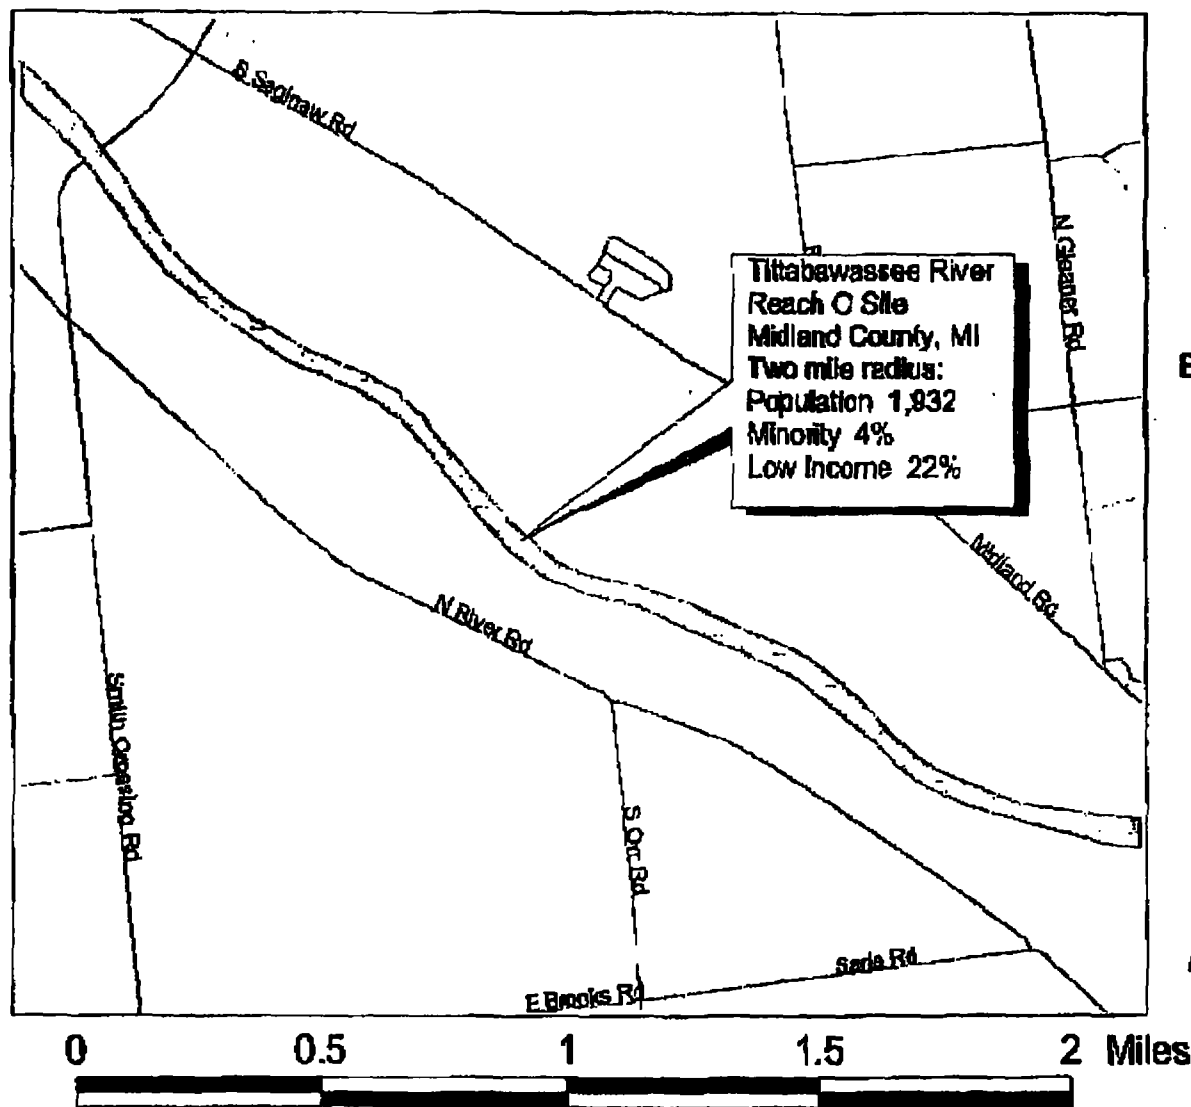 S Saginaw Rd
N Gleaner Rd
Tittabawassee River
Reach O Site
Midland County, MI
Two mile radius:
Population 1,932
Minority 4%
Low Income 22%
Midland Rd
N River Rd
Smith Crossing Rd
S Orr Rd
Sarle Rd
E Brooks Rd
0 0.5 1 1.5 2 Miles